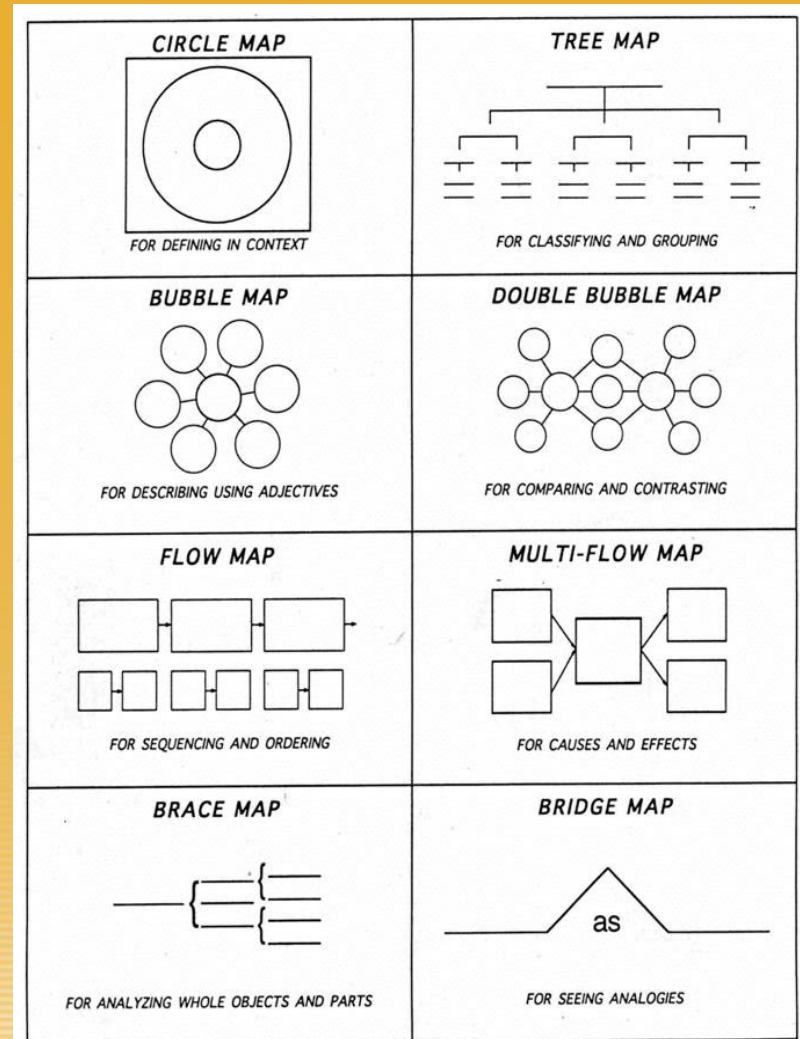 CIRCLE MAP
FOR DEFINING IN CONTEXT
TREE MAP
FOR CLASSIFYING AND GROUPING
BUBBLE MAP
FOR DESCRIBING USING ADJECTIVES
DOUBLE BUBBLE MAP
FOR COMPARING AND CONTRASTING
FLOW MAP
FOR SEQUENCING AND ORDERING
MULTI-FLOW MAP
FOR CAUSES AND EFFECTS
BRACE MAP
FOR ANALYZING WHOLE OBJECTS AND PARTS
BRIDGE MAP
as
FOR SEEING ANALOGIES